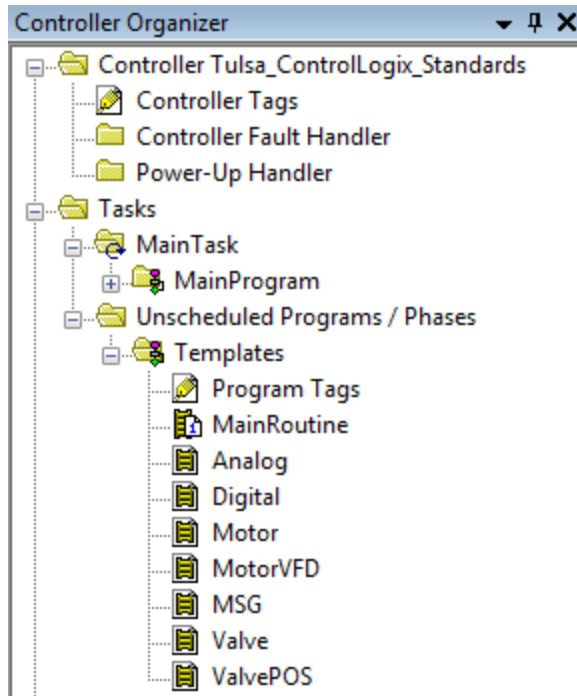 Controller Organizer
Controller Tulsa_ControlLogix_Standards
Controller Tags
Controller Fault Handler
Power-Up Handler
Tasks
MainTask
MainProgram
Unscheduled Programs / Phases
Templates
Program Tags
MainRoutine
Analog
Digital
Motor
MotorVFD
MSG
Valve
ValvePOS